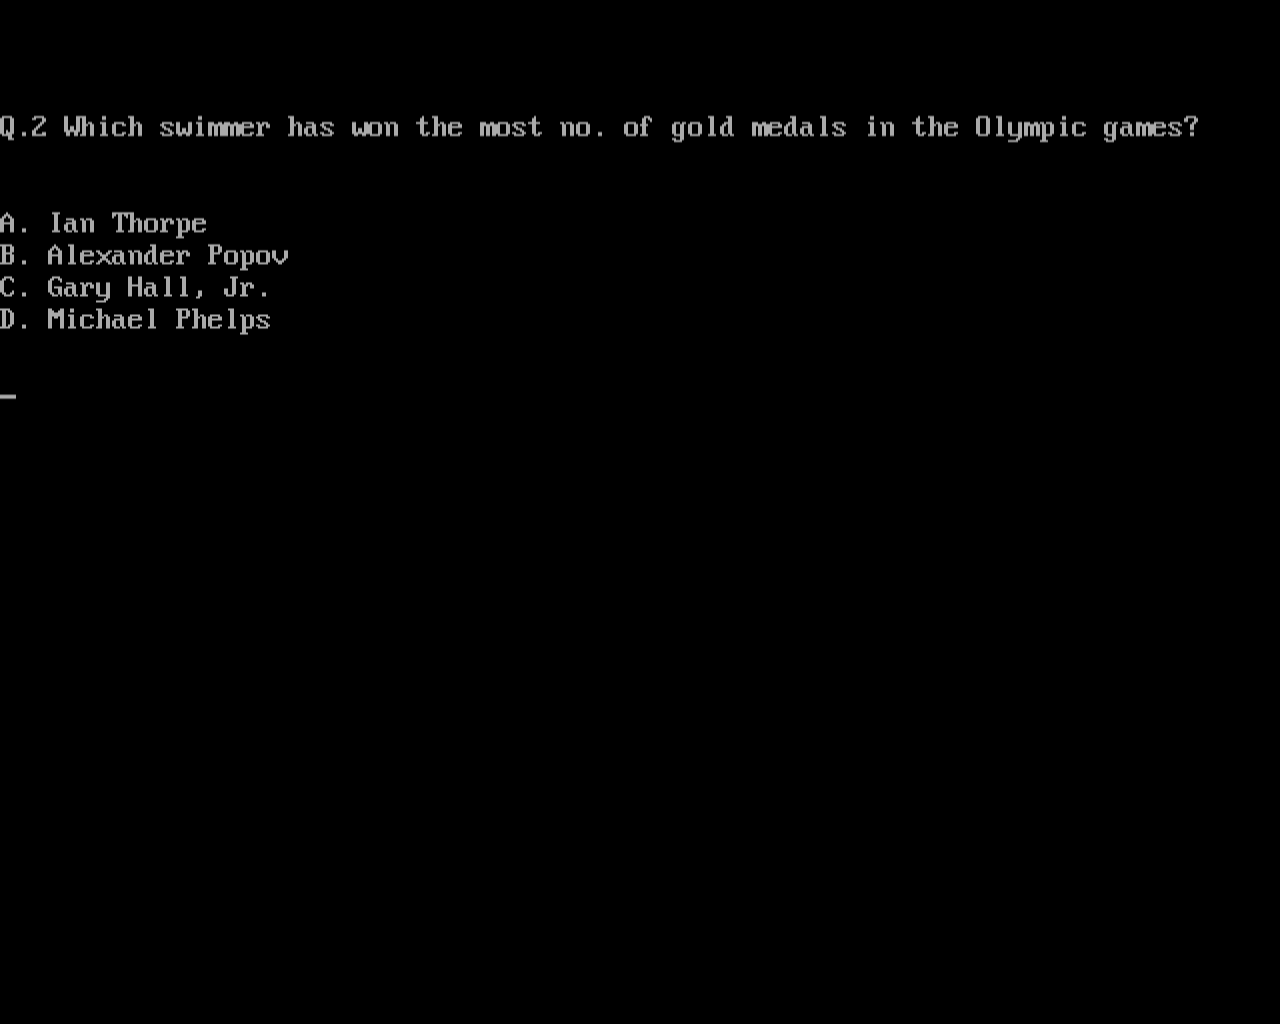 Q.2 Which swimmer has won the most no. of gold medals in the Olympic games?
A. Ian Thorpe
B. Alexander Popov
C. Gary Hall, Jr.
D. Michael Phelps